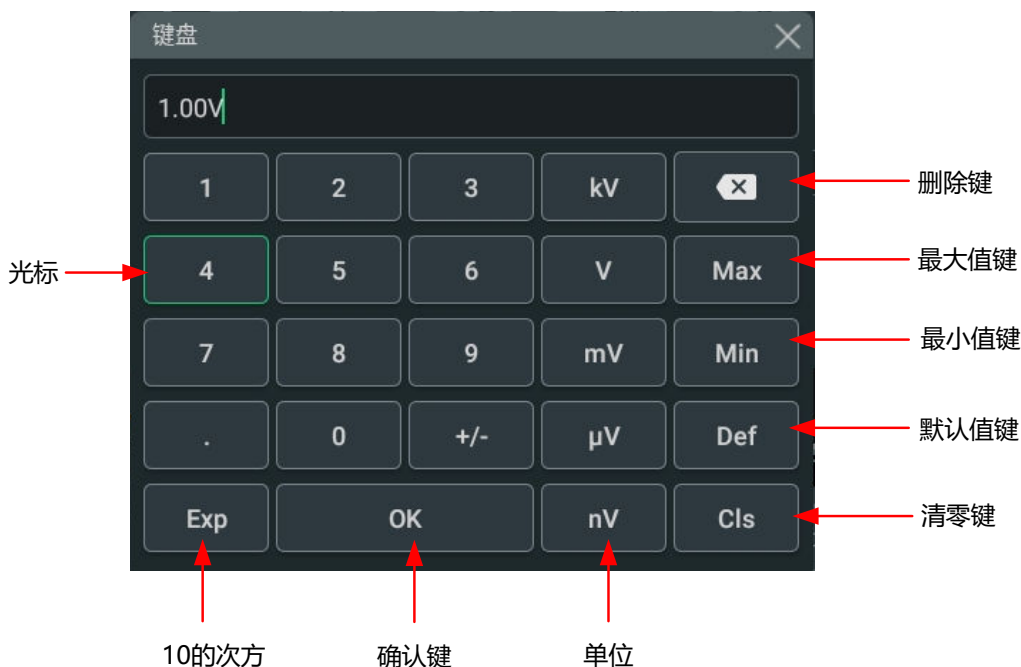 键盘
1.00V
1 2 3 kV
删除键
光标
4 5 6 V Max
最大值键
7 8 9 mV Min
最小值键
. 0 +/- µV Def
默认值键
Exp OK nV Cls
清零键
10的次方 确认键 单位